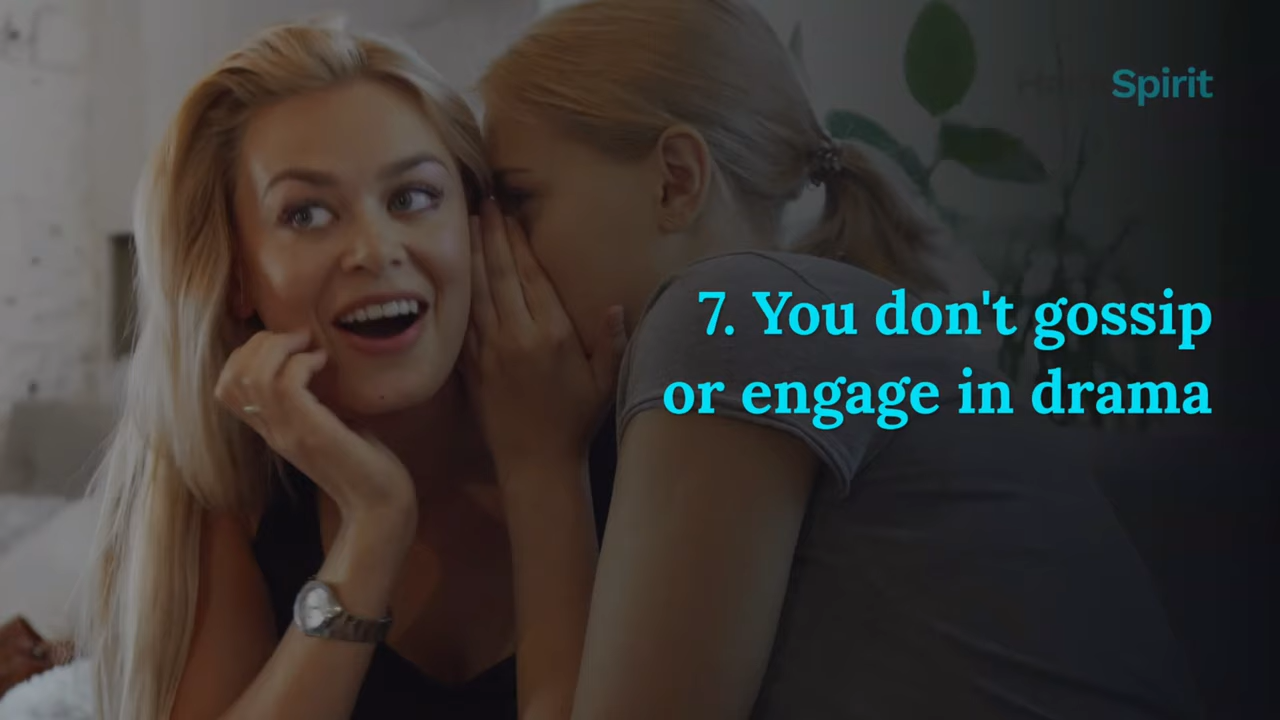 Spirit
7. You don't gossip
or engage in drama